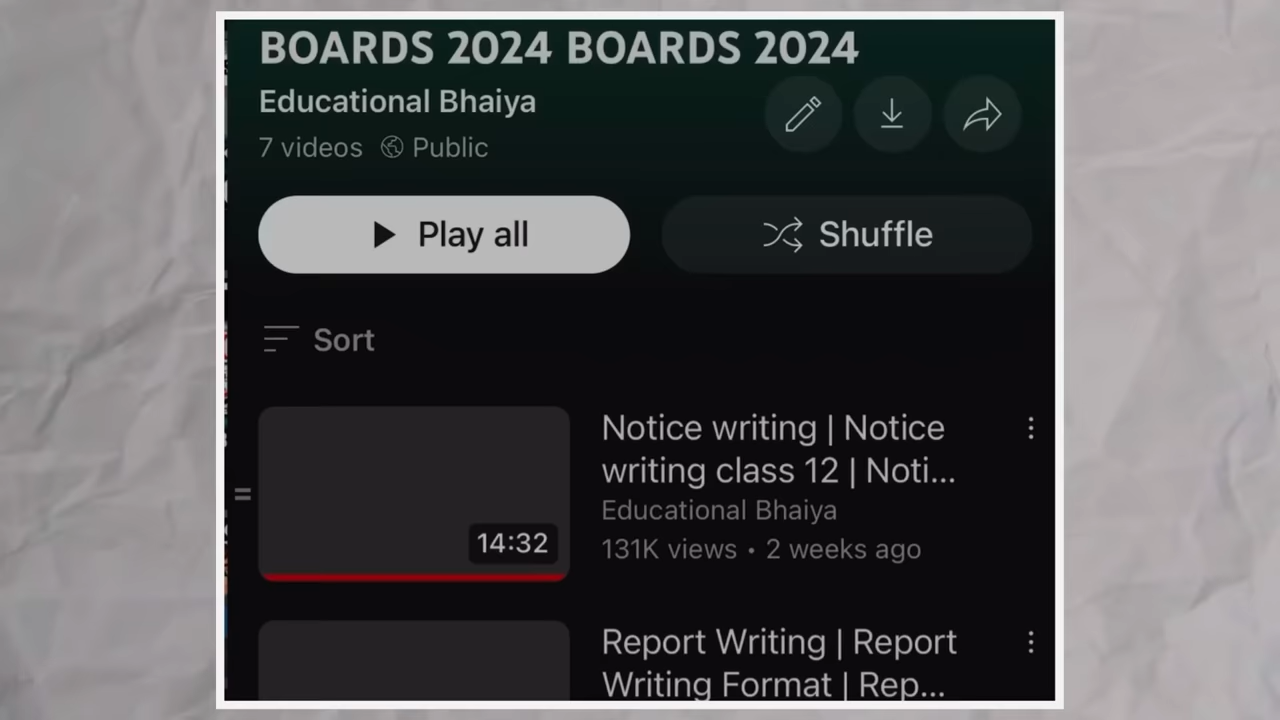 BOARDS 2024 BOARDS 2024
Educational Bhaiya
7 videos Public
Play all
Shuffle
Sort
14:32
Notice writing | Notice
writing class 12 | Noti...
Educational Bhaiya
131K views • 2 weeks ago
Report Writing | Report
Writing Format | Rep...